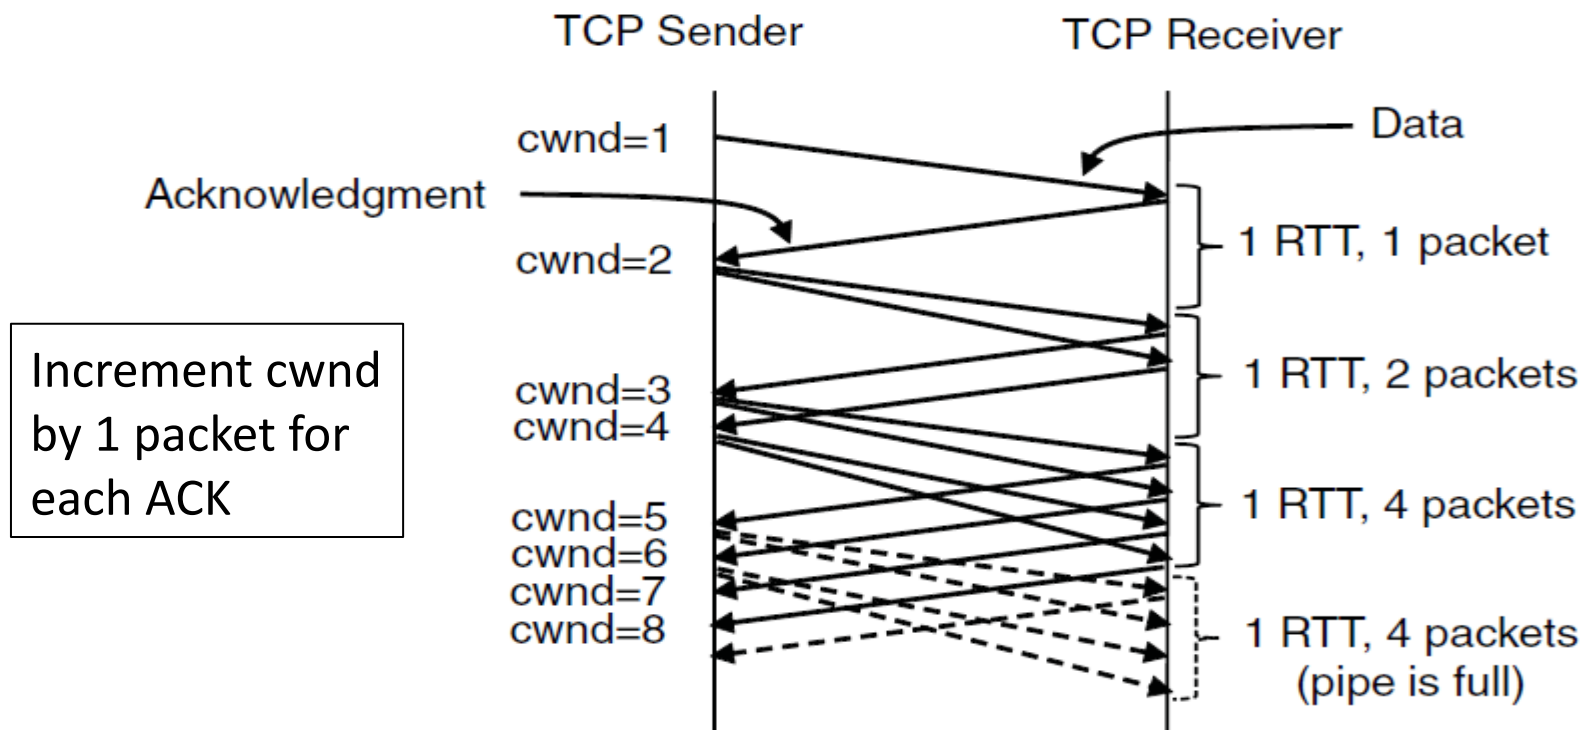 TCP Sender
TCP Receiver
cwnd=1
Data
Acknowledgment
cwnd=2
1 RTT, 1 packet
Increment cwnd
by 1 packet for
each ACK
cwnd=3
cwnd=4
1 RTT, 2 packets
cwnd=5
cwnd=6
cwnd=7
cwnd=8
1 RTT, 4 packets
1 RTT, 4 packets
(pipe is full)